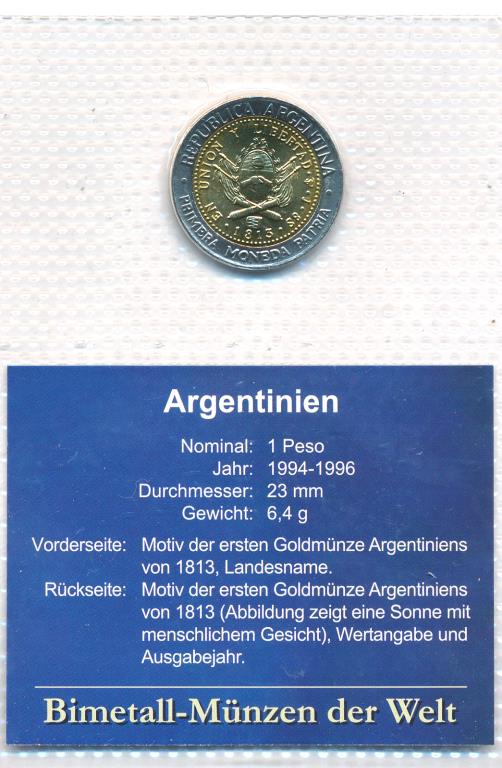 REPUBLICA ARGENTINA
EN UNION Y LIBERTAD
1813
PRIMERA MONEDA PATRIA
Argentinien
Nominal: 1 Peso
Jahr: 1994-1996
Durchmesser: 23 mm
Gewicht: 6,4 g
Vorderseite: Motiv der ersten Goldmünze Argentiniens
von 1813, Landesname.
Rückseite: Motiv der ersten Goldmünze Argentiniens
von 1813 (Abbildung zeigt eine Sonne mit
menschlichem Gesicht), Wertangabe und
Ausgabejahr.
Bimetall-Münzen der Welt